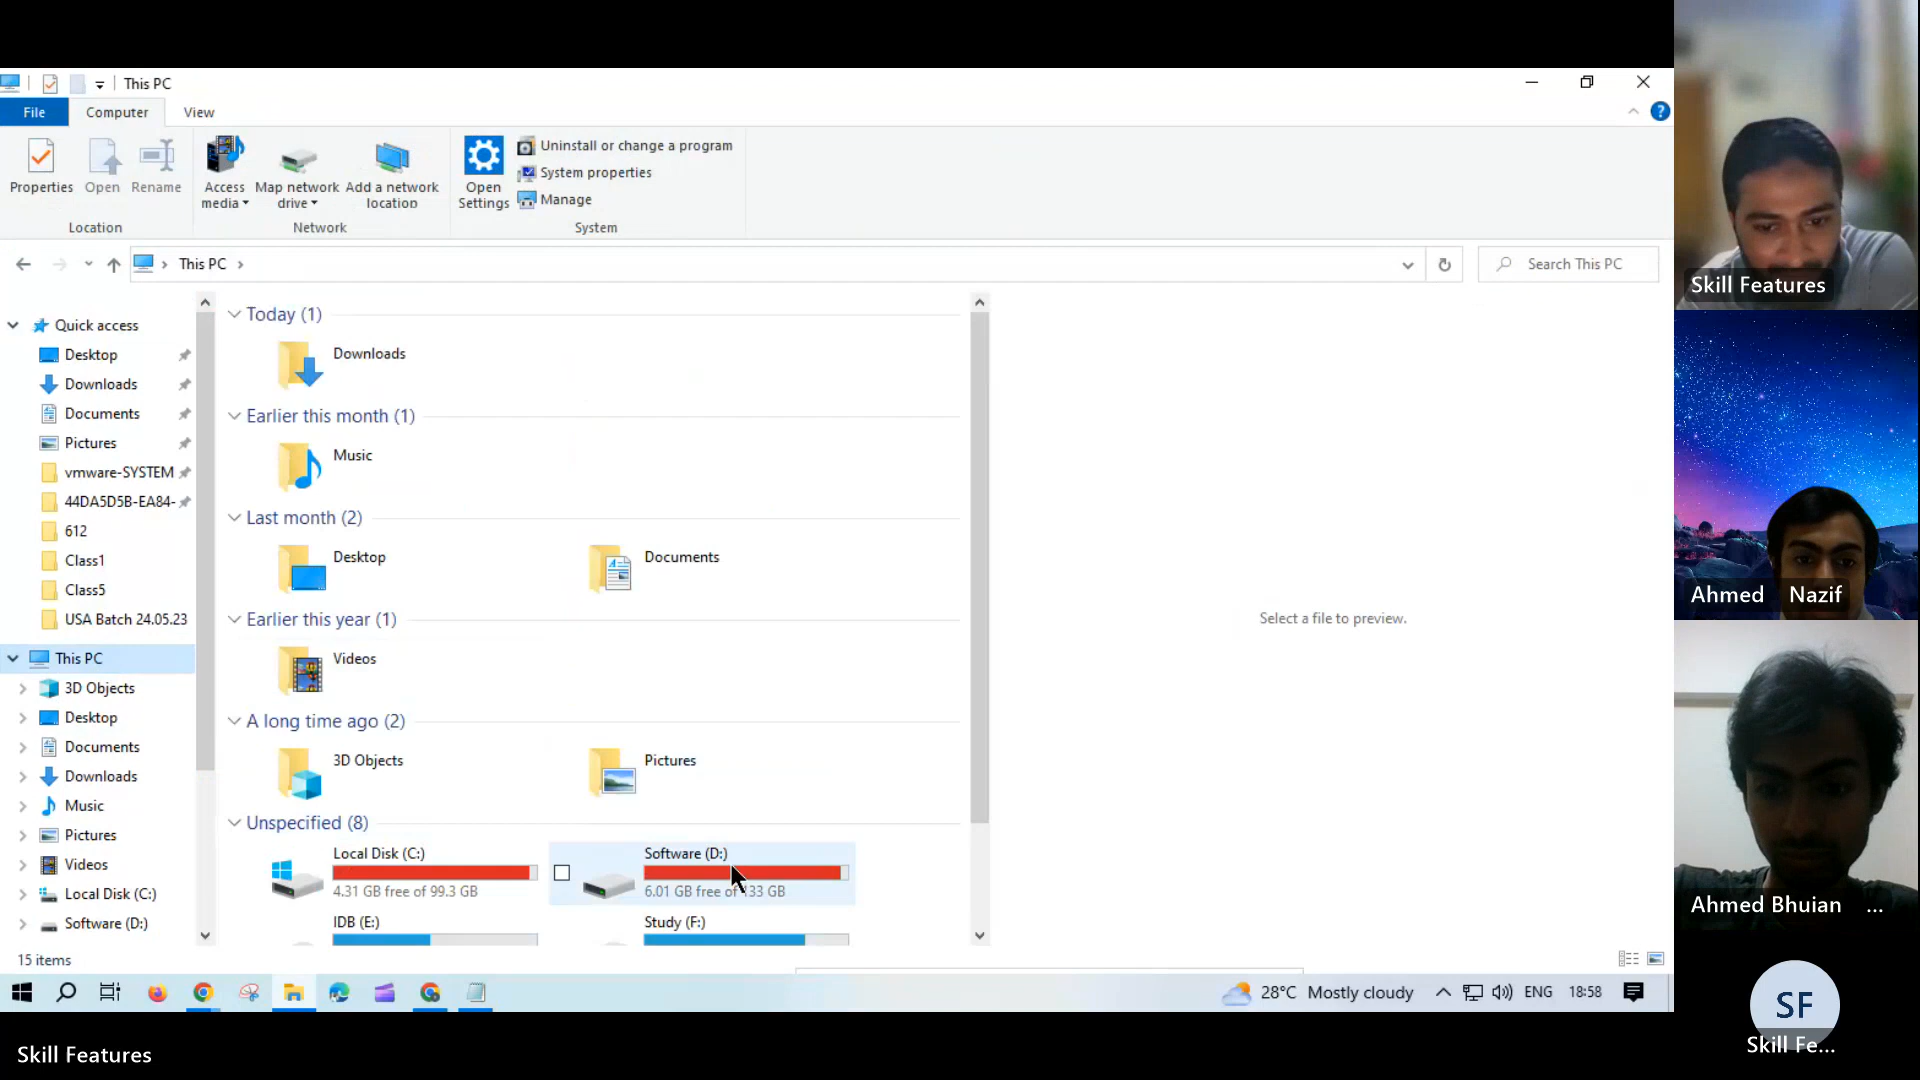 This PC
File Computer View
Properties Open Rename Access media Map network drive Add a network location Open Settings Uninstall or change a program
System properties
Manage
Location Network System
This PC
Search This PC
Quick access
Desktop
Downloads
Documents
Pictures
vmware-SYSTEM
44DA5D5B-EA84-
612
Class1
Class5
USA Batch 24.05.23
This PC
3D Objects
Desktop
Documents
Downloads
Music
Pictures
Videos
Local Disk (C:)
Software (D:)
Today (1)
Downloads
Earlier this month (1)
Music
Last month (2)
Desktop Documents
Earlier this year (1)
Videos
A long time ago (2)
3D Objects Pictures
Unspecified (8)
Local Disk (C:) Software (D:)
4.31 GB free of 99.3 GB 6.01 GB free of 33 GB
IDB (E:) Study (F:)
Select a file to preview.
15 items
28°C Mostly cloudy ENG 18:58
Skill Features
Ahmed Nazif
Ahmed Bhuian ...
SF
Skill Fe...
Skill Features